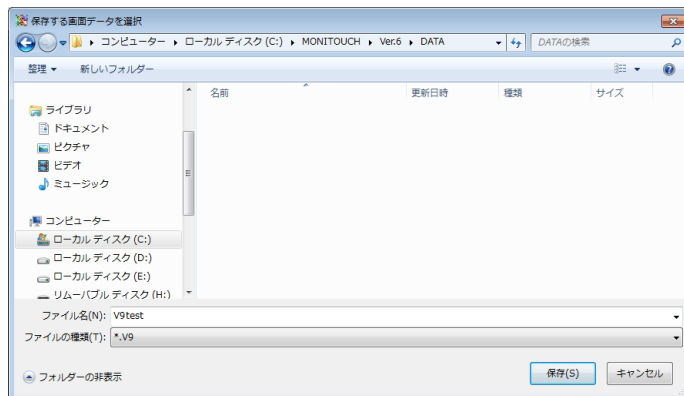 保存する画面データを選択
コンピューター ▸ ローカル ディスク (C:) ▸ MONITOUCH ▸ Ver.6 ▸ DATA
DATAの検索
整理 ▼ 新しいフォルダー
名前 更新日時 種類 サイズ
ライブラリ
ドキュメント
ピクチャ
ビデオ
ミュージック
コンピューター
ローカル ディスク (C:)
ローカル ディスク (D:)
ローカル ディスク (E:)
リムーバブル ディスク (H:)
ファイル名(N): V9test
ファイルの種類(T): *.V9
フォルダーの非表示
保存(S) キャンセル